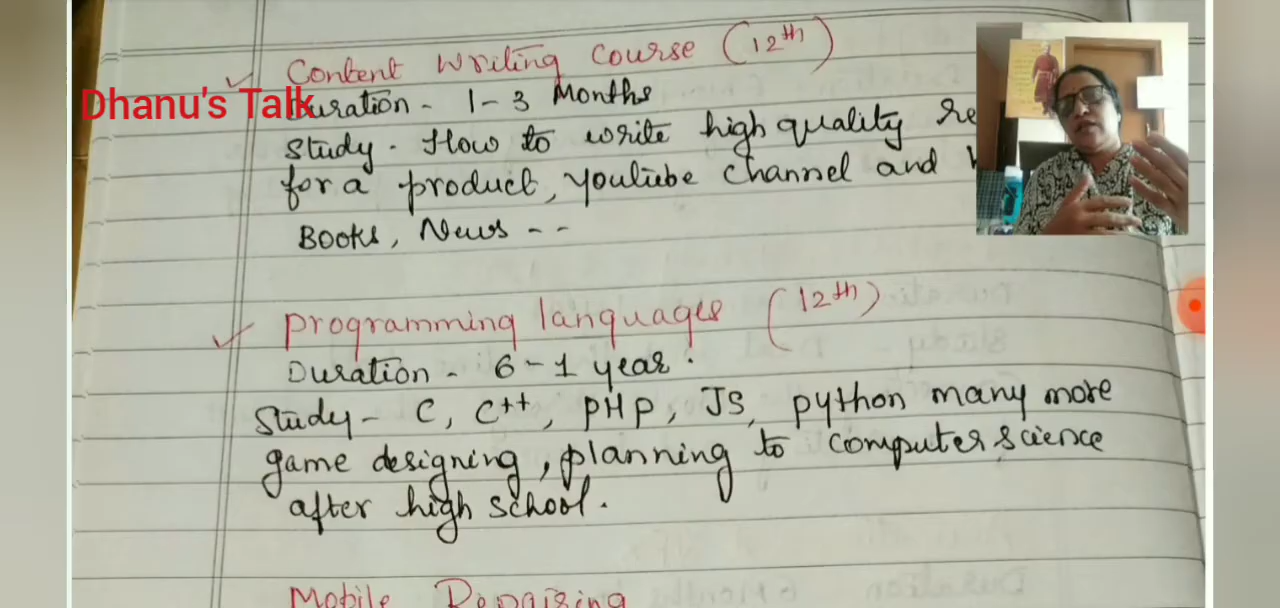 Content writing course (12th)
Dhanu's Talk
Duration - 1-3 Months
Study - How to write high quality
for a product, youtube channel and
Books, News - -
Programming languages (12th)
Duration - 6-1 year.
Study - C, C++, PHP, JS, python many more
game designing, planning to computer science
after high school.
Mobile Repairing